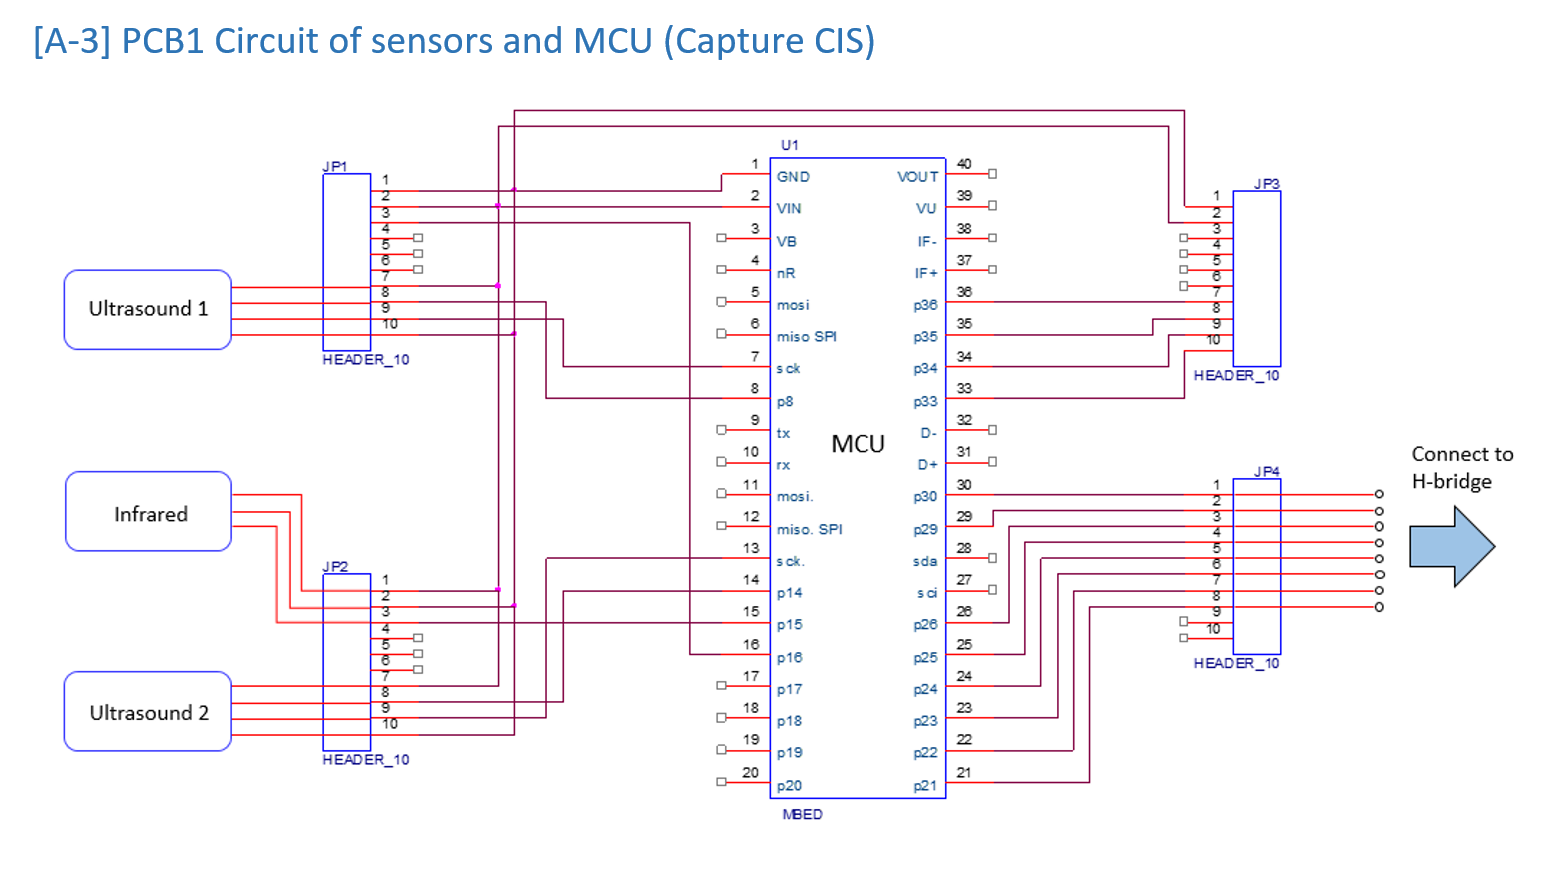 [A-3] PCB1 Circuit of sensors and MCU (Capture CIS)
JP1
1
2
3
4
5
6
7
8
9
10
HEADER_10
Ultrasound 1
Infrared
JP2
1
2
3
4
5
6
7
8
9
10
HEADER_10
Ultrasound 2
U1
1 GND
2 VIN
3 VB
4 nR
5 mosi
6 miso SPI
7 sck
8 p8
9 tx
10 rx
11 mosi.
12 miso. SPI
13 sck.
14 p14
15 p15
16 p16
17 p17
18 p18
19 p19
20 p20
MCU
VOUT 40
VU 39
IF- 38
IF+ 37
p36 36
p35 35
p34 34
p33 33
D- 32
D+ 31
p30 30
p29 29
sda 28
sci 27
p26 26
p25 25
p24 24
p23 23
p22 22
p21 21
MBED
JP3
1
2
3
4
5
6
7
8
9
10
HEADER_10
JP4
1
2
3
4
5
6
7
8
9
10
HEADER_10
Connect to
H-bridge